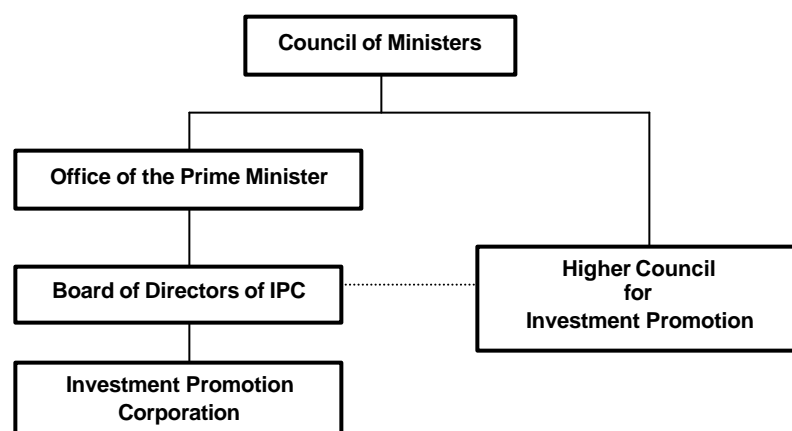 Council of Ministers
Office of the Prime Minister
Board of Directors of IPC
Higher Council
for
Investment Promotion
Investment Promotion
Corporation